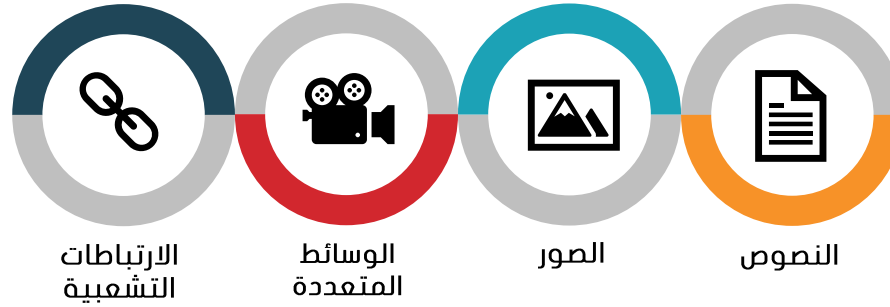 النصوص
الصور
الوسائط
المتعددة
الارتباطات
التشعبية